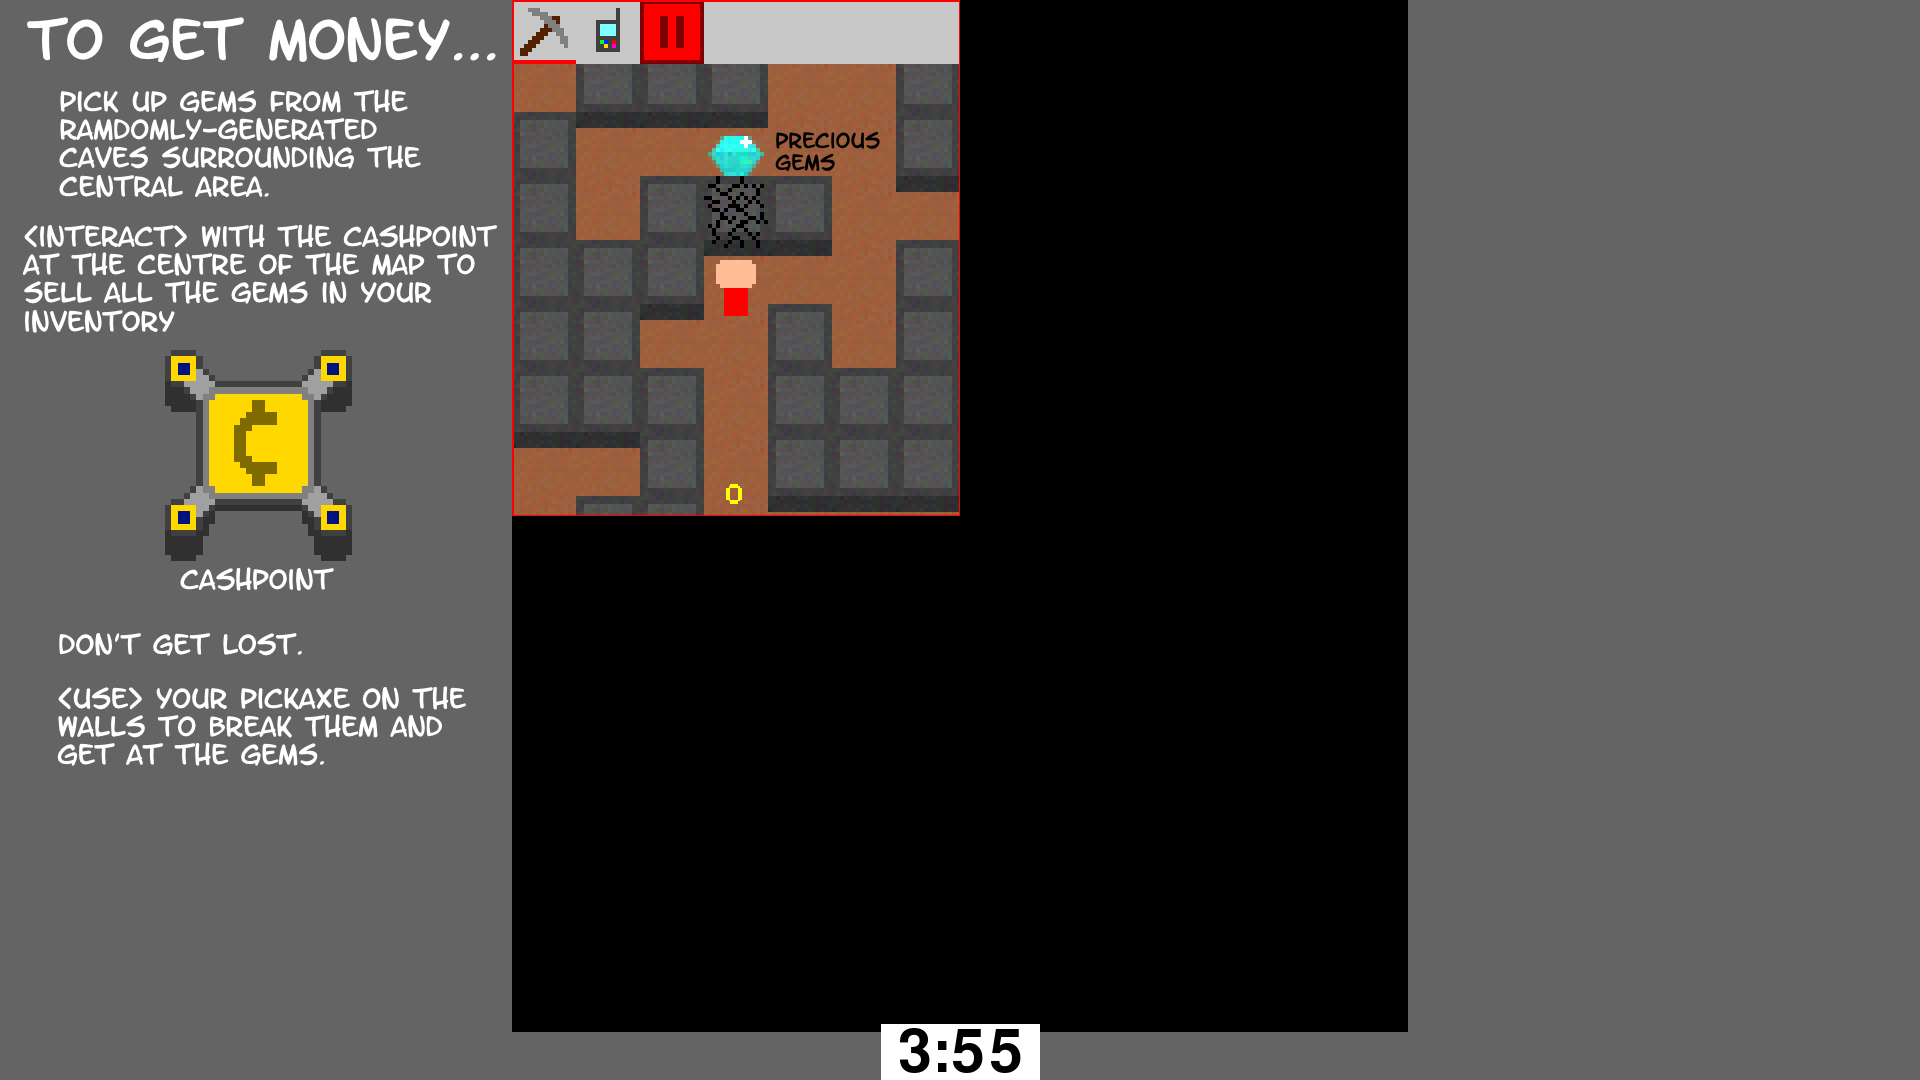 TO GET MONEY...
PICK UP GEMS FROM THE
RAMDOMLY-GENERATED
CAVES SURROUNDING THE
CENTRAL AREA.
<INTERACT> WITH THE CASHPOINT
AT THE CENTRE OF THE MAP TO
SELL ALL THE GEMS IN YOUR
INVENTORY
CASHPOINT
DON'T GET LOST.
<USE> YOUR PICKAXE ON THE
WALLS TO BREAK THEM AND
GET AT THE GEMS.
PRECIOUS
GEMS
0
3:55